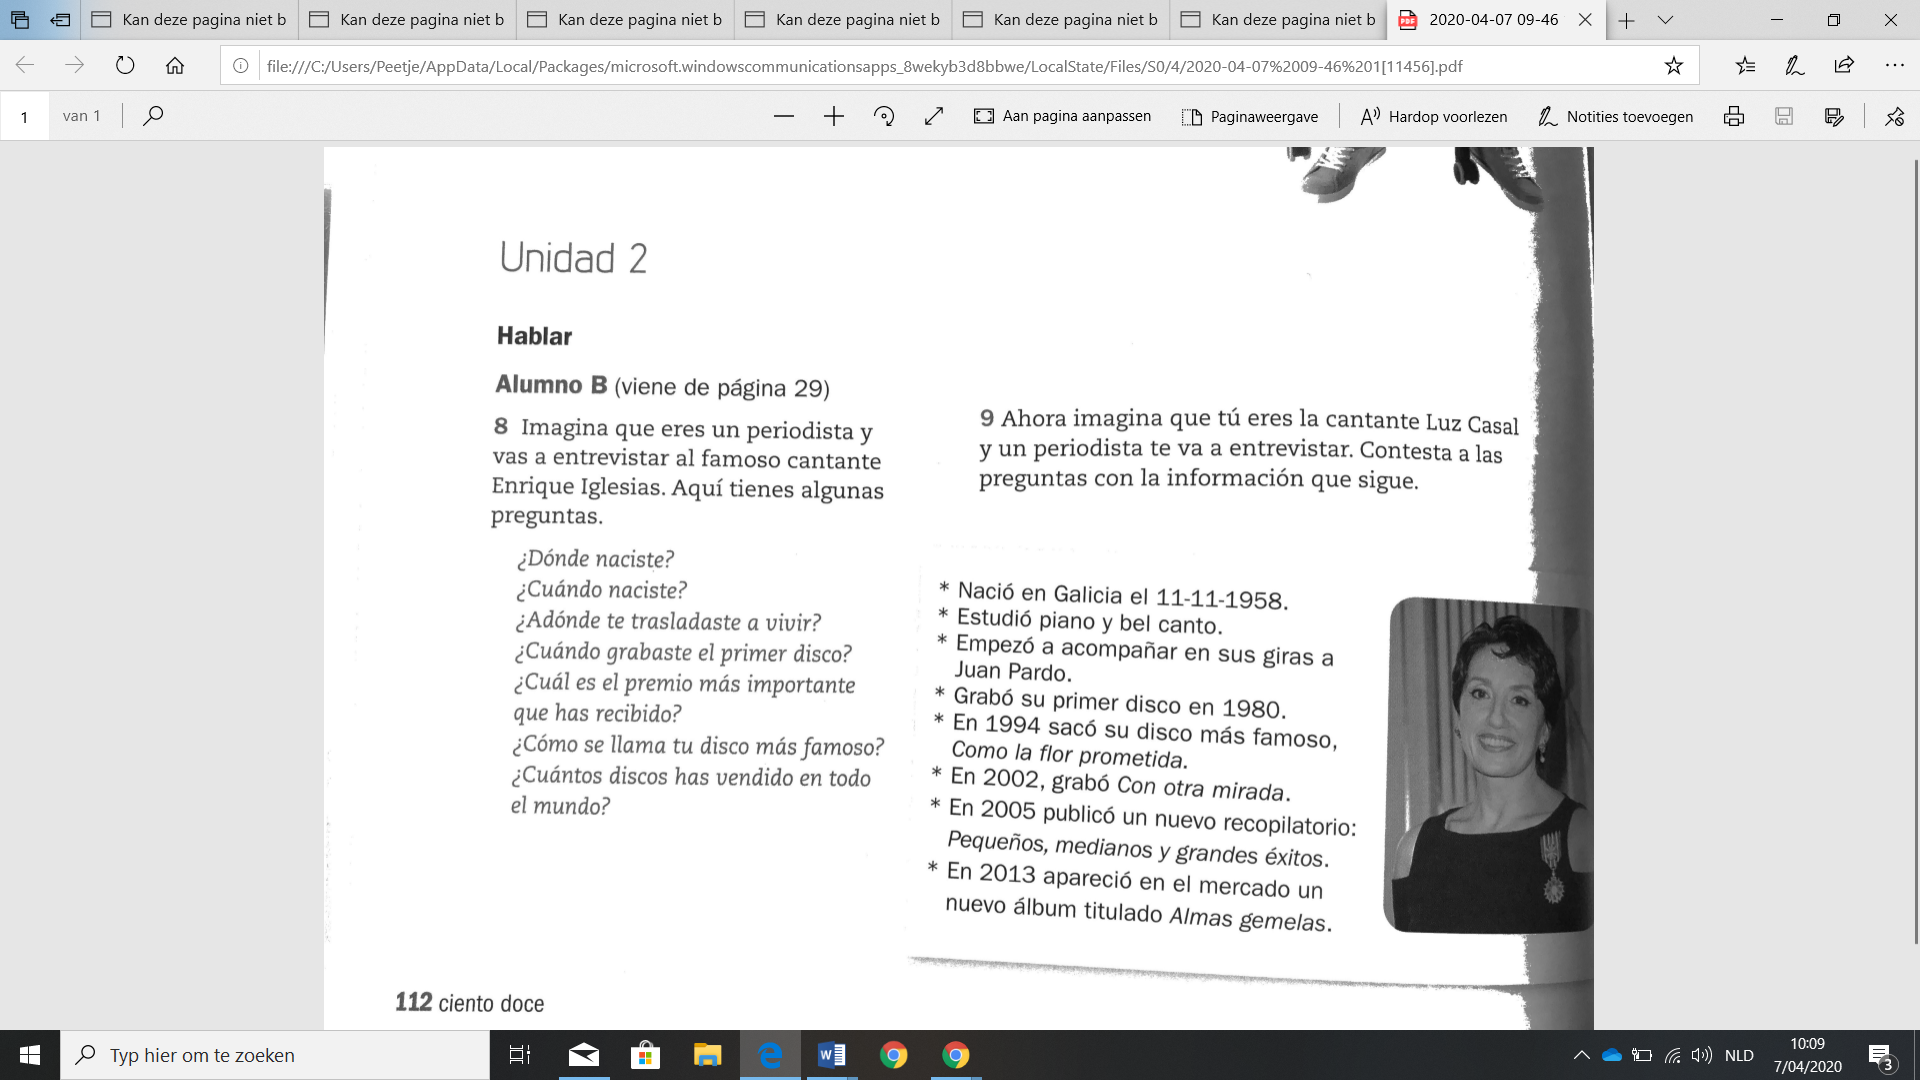 Kan deze pagina niet b
Kan deze pagina niet b
Kan deze pagina niet b
Kan deze pagina niet b
Kan deze pagina niet b
Kan deze pagina niet b
2020-04-07 09-46
file:///C:/Users/Peetje/AppData/Local/Packages/microsoft.windowscommunicationsapps_8wekyb3d8bbwe/LocalState/Files/S0/4/2020-04-07%2009-46%201[11456].pdf
1 van 1
Aan pagina aanpassen
Paginaweergave
Hardop voorlezen
Notities toevoegen
Unidad 2
Hablar
Alumno B (viene de página 29)
8 Imagina que eres un periodista y
vas a entrevistar al famoso cantante
Enrique Iglesias. Aquí tienes algunas
preguntas.
¿Dónde naciste?
¿Cuándo naciste?
¿Adónde te trasladaste a vivir?
¿Cuándo grabaste el primer disco?
¿Cuál es el premio más importante
que has recibido?
¿Cómo se llama tu disco más famoso?
¿Cuántos discos has vendido en todo
el mundo?
9 Ahora imagina que tú eres la cantante Luz Casal
y un periodista te va a entrevistar. Contesta a las
preguntas con la información que sigue.
* Nació en Galicia el 11-11-1958.
* Estudió piano y bel canto.
* Empezó a acompañar en sus giras a
Juan Pardo.
* Grabó su primer disco en 1980.
* En 1994 sacó su disco más famoso,
Como la flor prometida.
* En 2002, grabó Con otra mirada.
* En 2005 publicó un nuevo recopilatorio:
Pequeños, medianos y grandes éxitos.
* En 2013 apareció en el mercado un
nuevo álbum titulado Almas gemelas.
112 ciento doce
Typ hier om te zoeken
NLD
10:09
7/04/2020
3